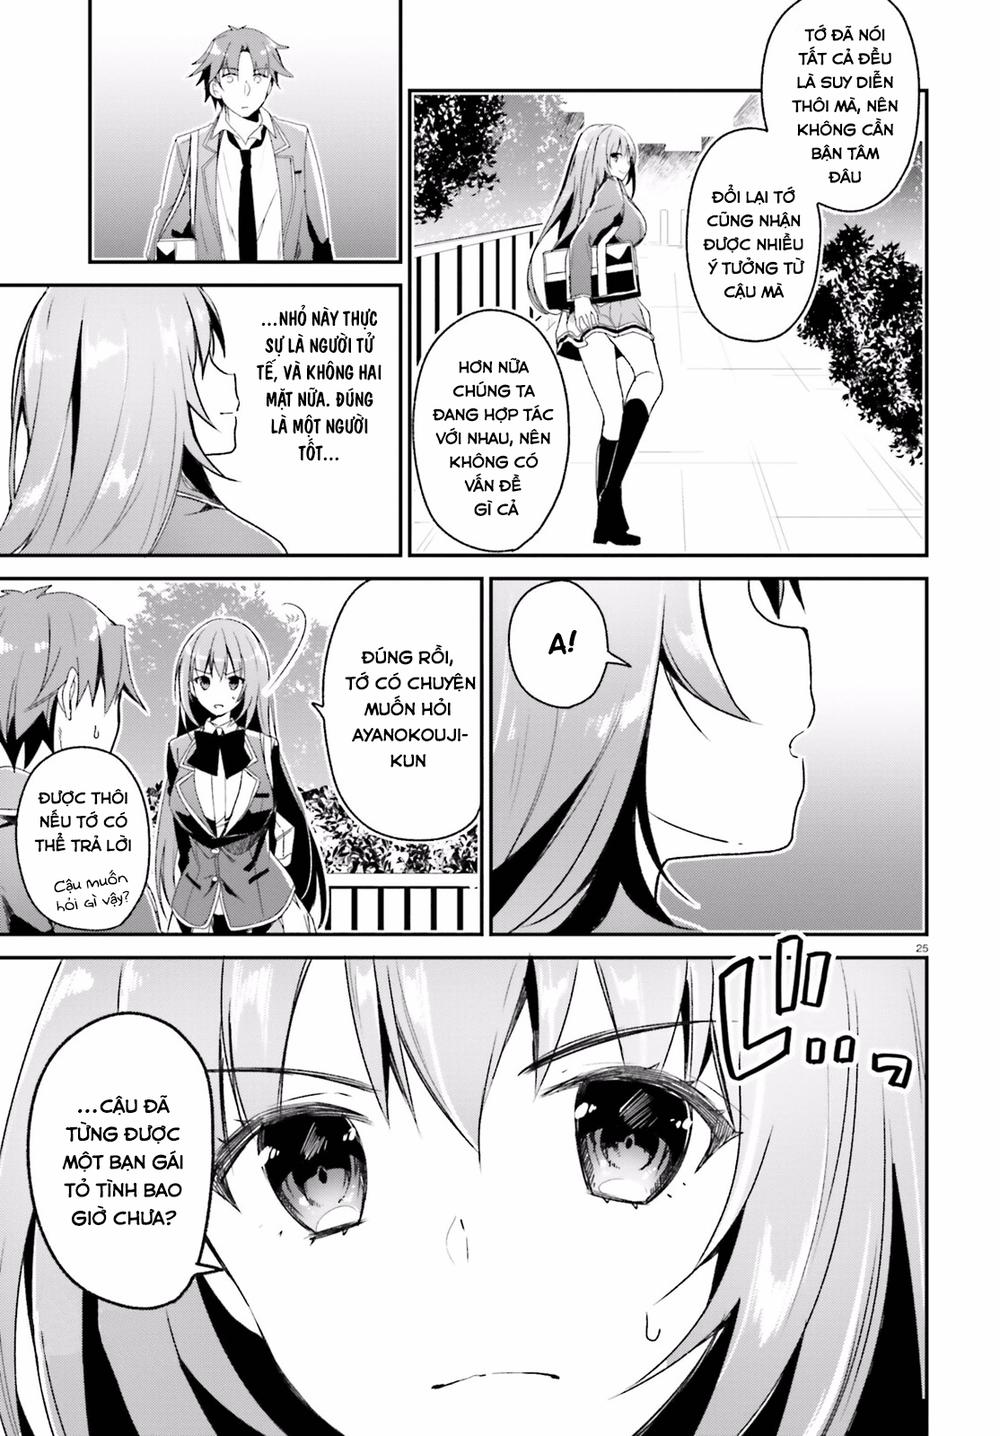 TỚ ĐÃ NÓI
TẤT CẢ ĐỀU
LÀ SUY DIỄN
THÔI MÀ, NÊN
KHÔNG CẦN
BẬN TÂM
ĐÂU
ĐỔI LẠI TỚ
CŨNG NHẬN
ĐƯỢC NHIỀU
Ý TƯỞNG TỪ
CẬU MÀ
HƠN NỮA
CHÚNG TA
ĐANG HỢP TÁC
VỚI NHAU, NÊN
KHÔNG CÓ
VẤN ĐỀ
GÌ CẢ
...NHỎ NÀY THỰC
SỰ LÀ NGƯỜI TỬ
TẾ, VÀ KHÔNG HAI
MẶT NỮA. ĐÚNG
LÀ MỘT NGƯỜI
TỐT...
A!
ĐÚNG RỒI,
TỚ CÓ CHUYỆN
MUỐN HỎI
AYANOKOUJI-
KUN
ĐƯỢC THÔI
NẾU TỚ CÓ
THỂ TRẢ LỜI
Cậu muốn
hỏi gì vậy?
25
ビ...ッ
...CẬU ĐÃ
TỪNG ĐƯỢC
MỘT BẠN GÁI
TỎ TÌNH BAO
GIỜ CHƯA?